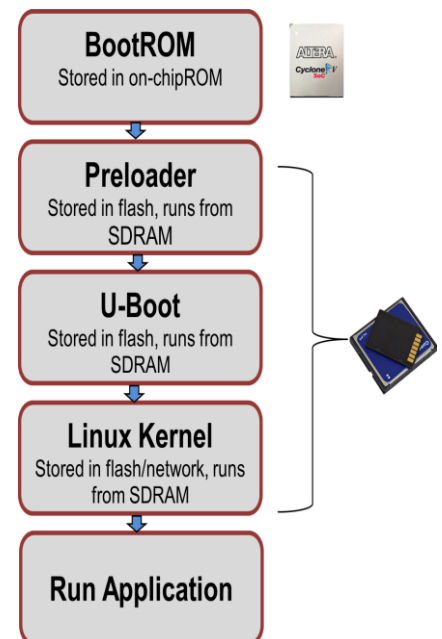 BootROM
Stored in on-chipROM
ALTERA
Cyclone V
SoC
Preloader
Stored in flash, runs from
SDRAM
U-Boot
Stored in flash, runs from
SDRAM
Linux Kernel
Stored in flash/network, runs
from SDRAM
Run Application